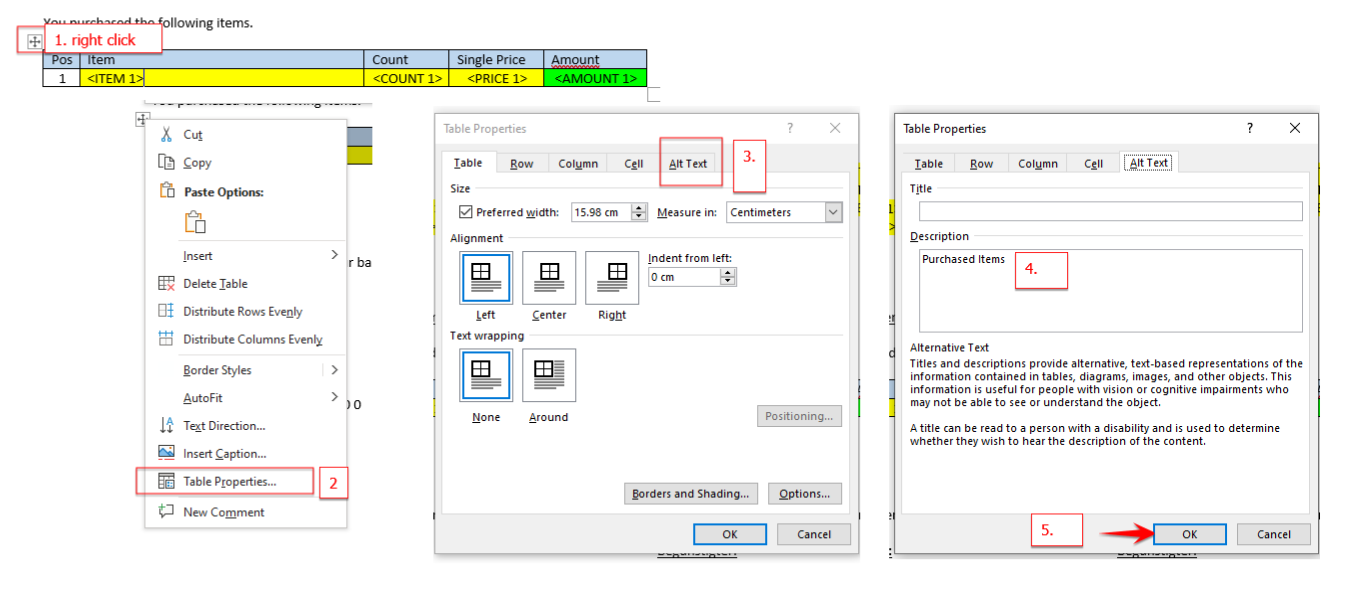 You purchased the following items.
1. right click
Pos Item Count Single Price Amount
1 <ITEM 1> <COUNT 1> <PRICE 1> <AMOUNT 1>
Cut
Copy
Paste Options:
Insert
r ba
Delete Table
Distribute Rows Evenly
Distribute Columns Evenly
Border Styles
AutoFit
0 0
Text Direction...
Insert Caption...
Table Properties...
2
New Comment
Table Properties ?
Table Row Column Cell Alt Text
3.
Size
Preferred width: 15.98 cm Measure in: Centimeters
Alignment
Indent from left:
0 cm
Left Center Right
Text wrapping
None Around
Positioning...
Borders and Shading... Options...
OK Cancel
Table Properties ?
Table Row Column Cell Alt Text
Title
Description
Purchased Items
4.
Alternative Text
Titles and descriptions provide alternative, text-based representations of the
information contained in tables, diagrams, images, and other objects. This
information is useful for people with vision or cognitive impairments who
may not be able to see or understand the object.
A title can be read to a person with a disability and is used to determine
whether they wish to hear the description of the content.
5.
OK Cancel